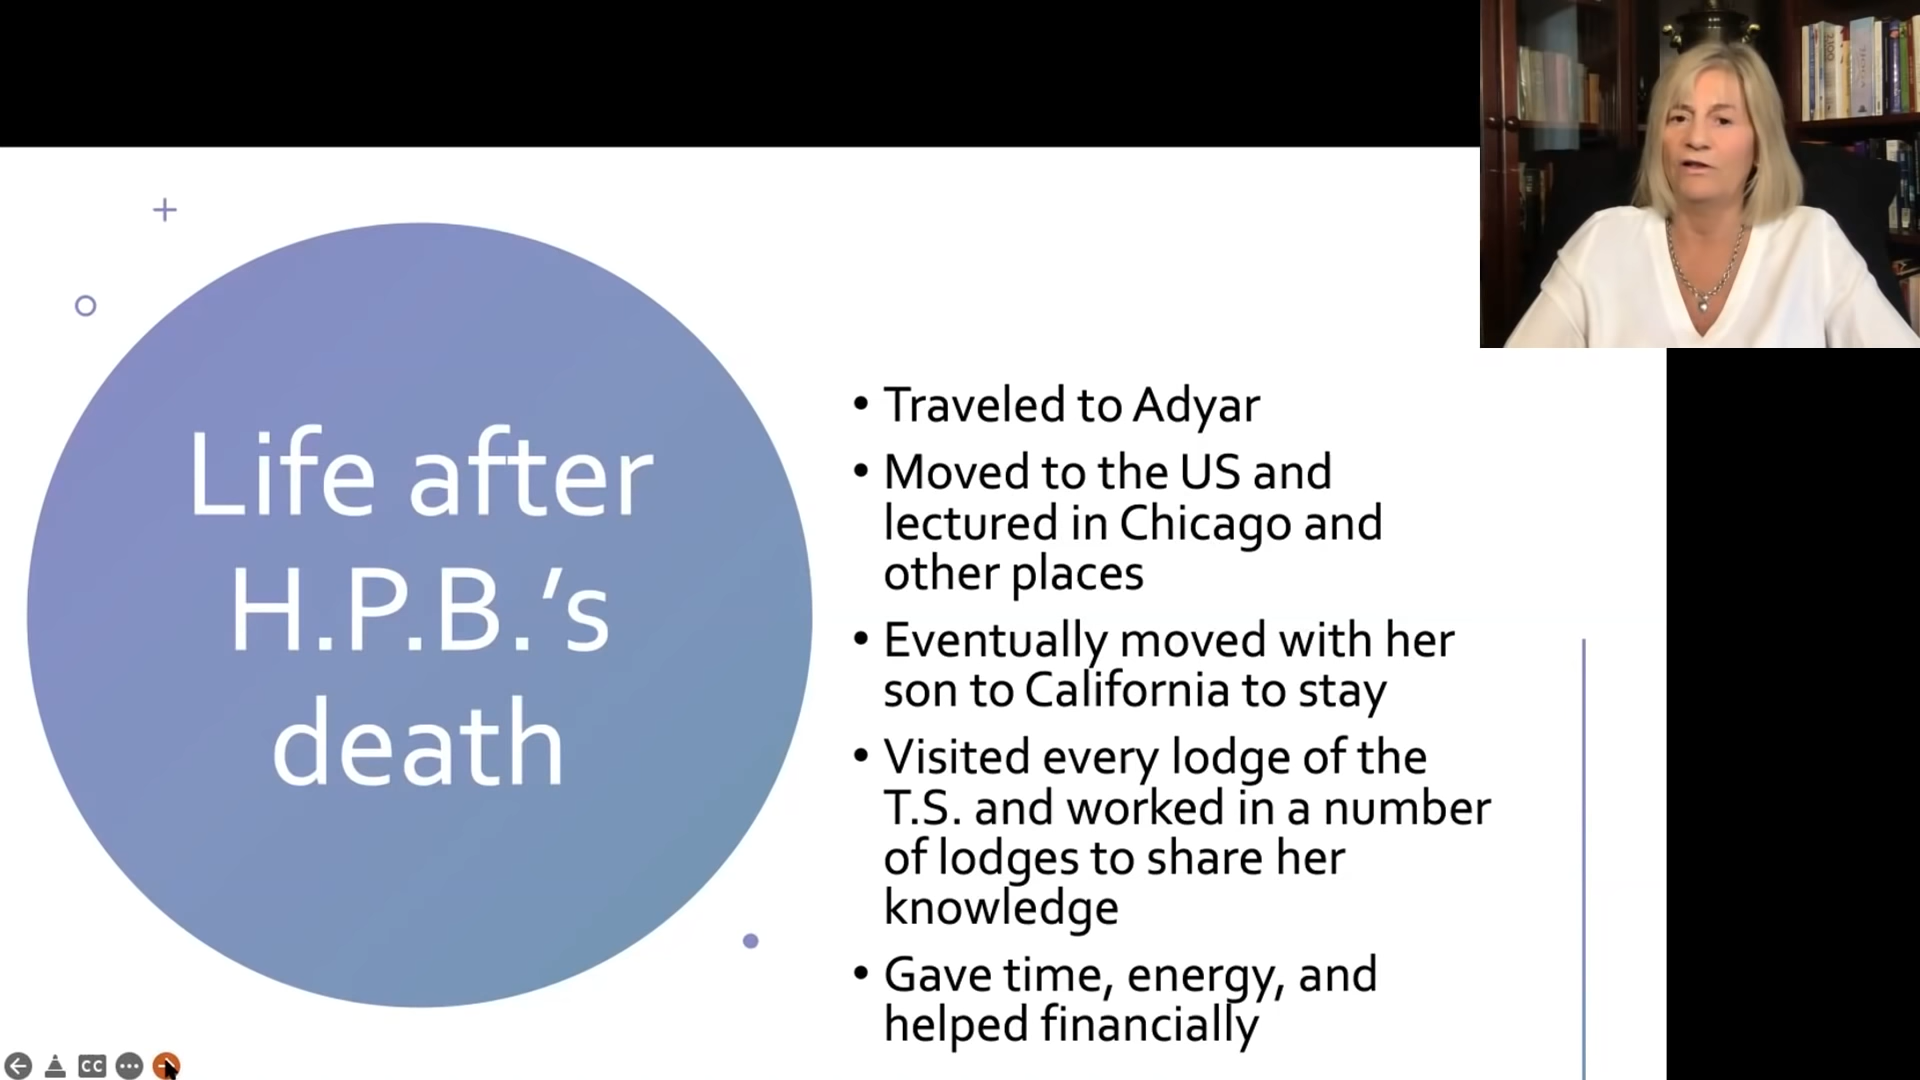 Life after
H.P.B.’s
death
• Traveled to Adyar
• Moved to the US and
lectured in Chicago and
other places
• Eventually moved with her
son to California to stay
• Visited every lodge of the
T.S. and worked in a number
of lodges to share her
knowledge
• Gave time, energy, and
helped financially
CC